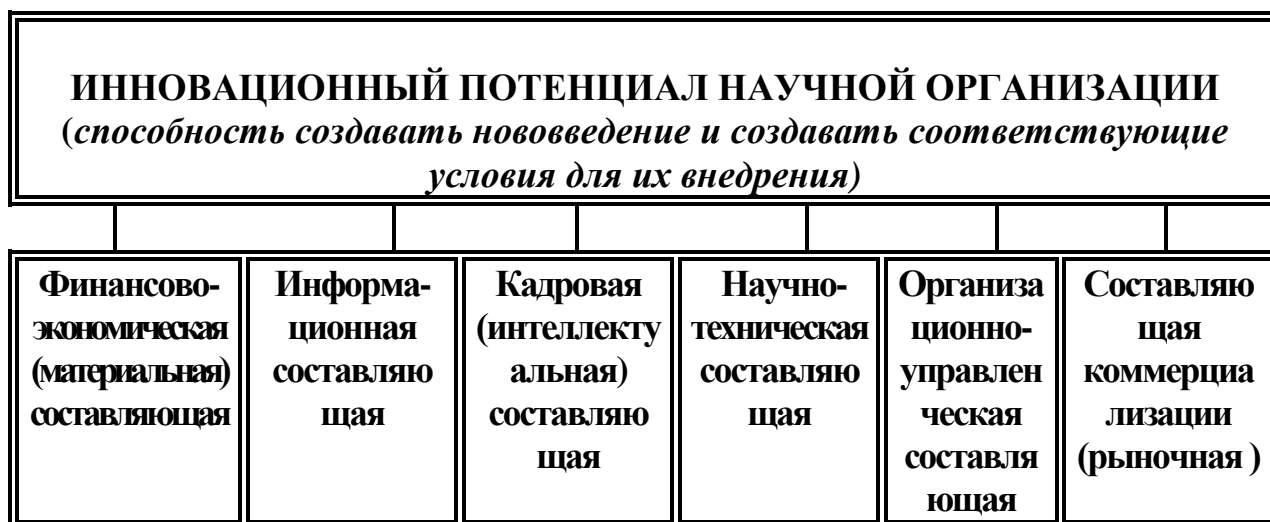 ИННОВАЦИОННЫЙ ПОТЕНЦИАЛ НАУЧНОЙ ОРГАНИЗАЦИИ
(способность создавать нововведение и создавать соответствующие
условия для их внедрения)
Финансово-
экономическая
(материальная)
составляющая
Информа-
ционная
составляю
щая
Кадровая
(интеллекту
альная)
составляю
щая
Научно-
техническая
составляю
щая
Организа
ционно-
управлен
ческая
составля
ющая
Составляю
щая
коммерциа
лизации
(рыночная )